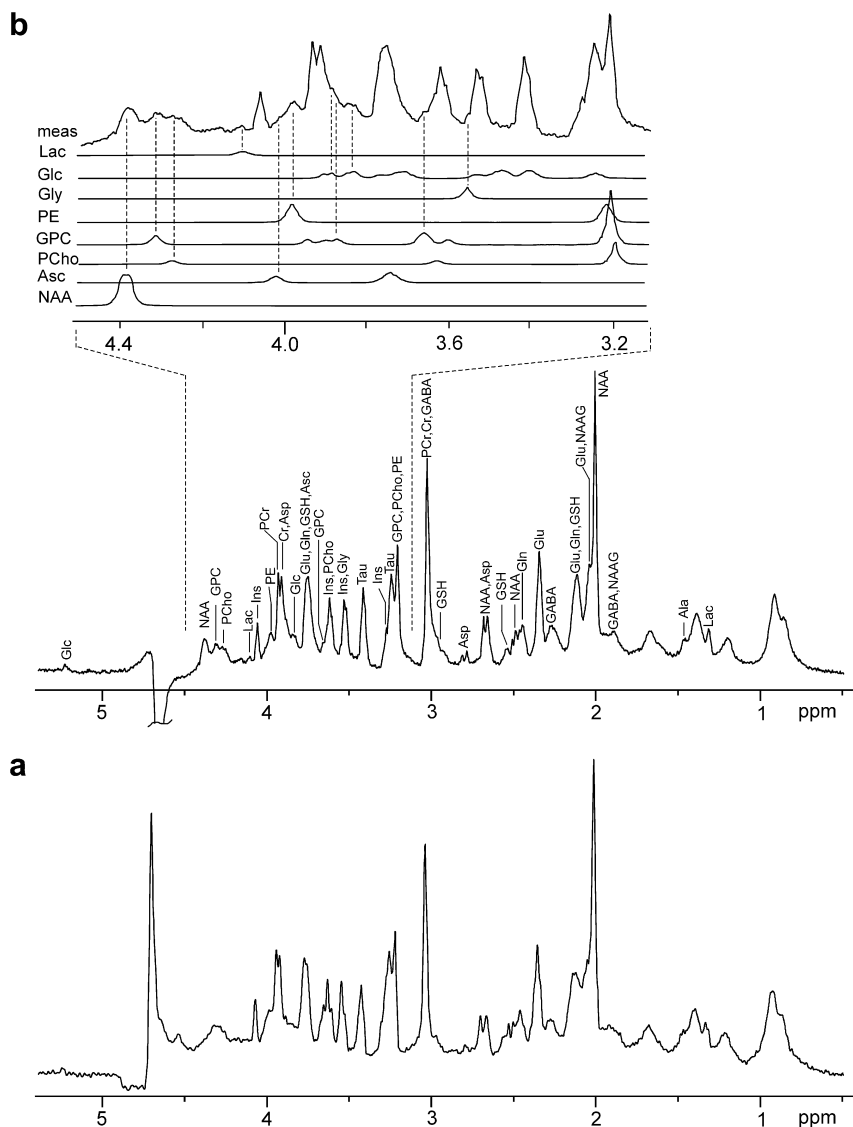 b
meas
Lac
Glc
Gly
PE
GPC
PCho
Asc
NAA
4.4 4.0 3.6 3.2
Glc
NAA
GPC
PCho
Lac
Ins
PE
PCr
Cr,Asp
Glc
Glu,Gln,GSH,Asc
GPC
Ins,PCho
Ins,Gly
Tau
Ins
Tau
GPC,PCho,PE
PCr,Cr,GABA
GSH
Asp
NAA,Asp
GSH
NAA
Gln
Glu
GABA
Glu,Gln,GSH
Glu,NAAG
NAA
GABA,NAAG
Ala
Lac
5 4 3 2 1 ppm
a
5 4 3 2 1 ppm